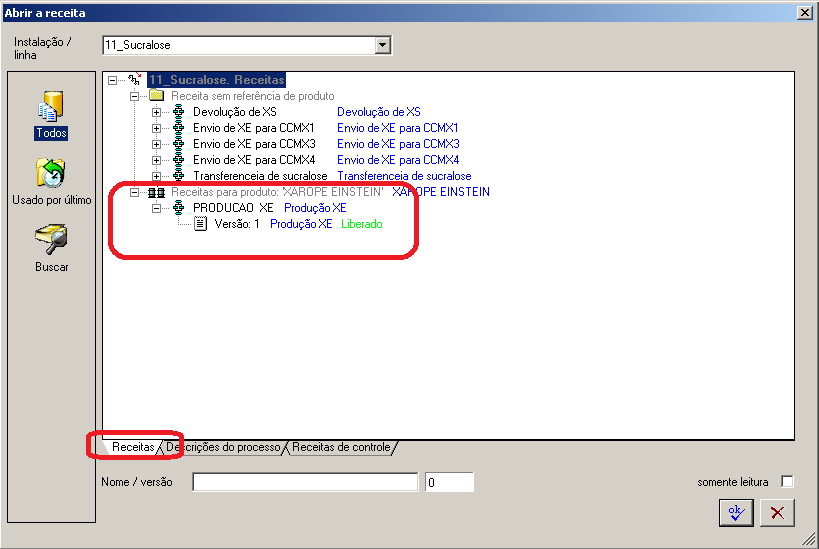 Abrir a receita
Instalação /
linha
11_Sucralose
Todos
Usado por último
Buscar
11_Sucralose. Receitas
Receita sem referência de produto
Devolução de XS Devolução de XS
Envio de XE para CCMX1 Envio de XE para CCMX1
Envio de XE para CCMX3 Envio de XE para CCMX3
Envio de XE para CCMX4 Envio de XE para CCMX4
Transferenceia de sucralose Transferenceia de sucralose
Receitas para produto: 'XAROPE EINSTEIN' XAROPE EINSTEIN
PRODUCAO XE Produção XE
Versão: 1 Produção XE Liberado
Receitas Descrições do processo Receitas de controle
Nome / versão 0 somente leitura
ok